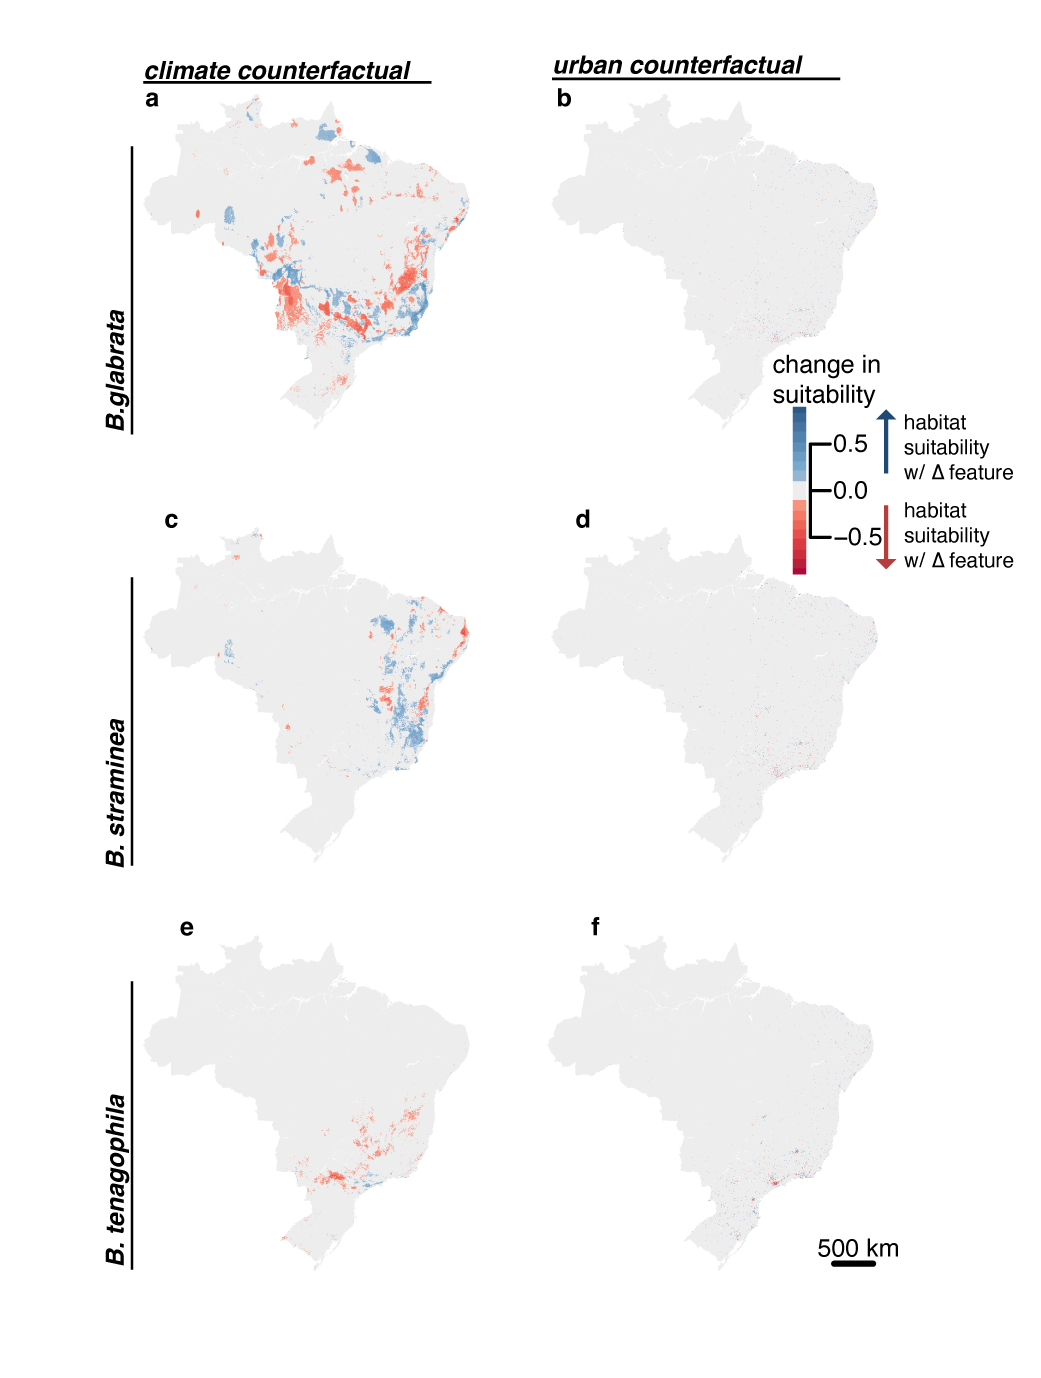 climate counterfactual
urban counterfactual
a
b
B.glabrata
change in
suitability
0.5
0.0
−0.5
habitat
suitability
w/ Δ feature
habitat
suitability
w/ Δ feature
c
d
B. straminea
e
f
B. tenagophila
500 km